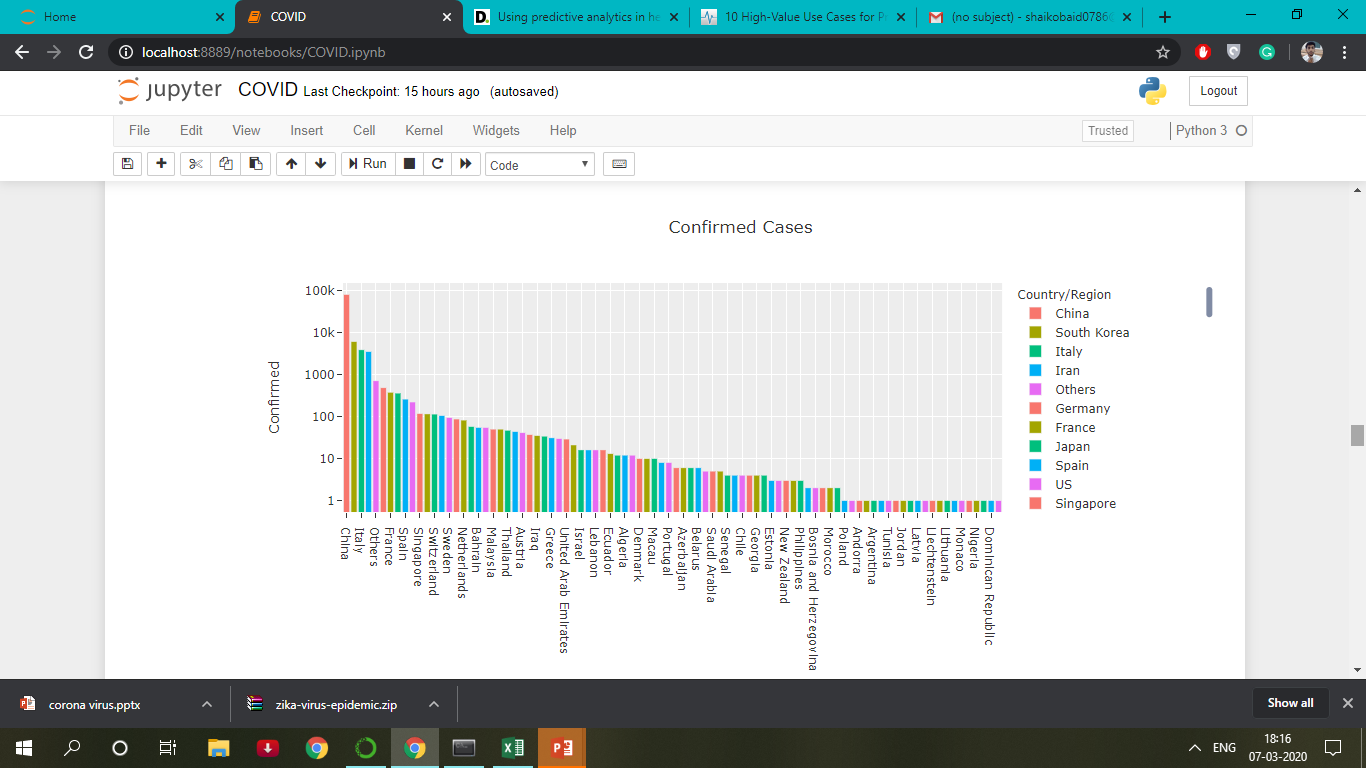 Home
COVID
Using predictive analytics in he
10 High-Value Use Cases for P
(no subject) - shaikobaid0786@
localhost:8889/notebooks/COVID.ipynb
jupyter COVID Last Checkpoint: 15 hours ago (autosaved)
Logout
File Edit View Insert Cell Kernel Widgets Help
Trusted Python 3
Run Code
Confirmed Cases
Confirmed
100k
10k
1000
100
10
1
China
Italy
Others
France
Spain
Singapore
Switzerland
Sweden
Netherlands
Bahrain
Malaysia
Thailand
Austria
Iraq
Greece
United Arab Emirates
Israel
Lebanon
Ecuador
Algeria
Denmark
Macau
Portugal
Azerbaijan
Belarus
Saudi Arabia
Senegal
Chile
Georgia
Estonia
New Zealand
Philippines
Bosnia and Herzegovina
Morocco
Poland
Andorra
Argentina
Tunisia
Jordan
Latvia
Liechtenstein
Lithuania
Monaco
Nigeria
Dominican Republic
Country/Region
China
South Korea
Italy
Iran
Others
Germany
France
Japan
Spain
US
Singapore
corona virus.pptx
zika-virus-epidemic.zip
Show all
ENG
18:16
07-03-2020